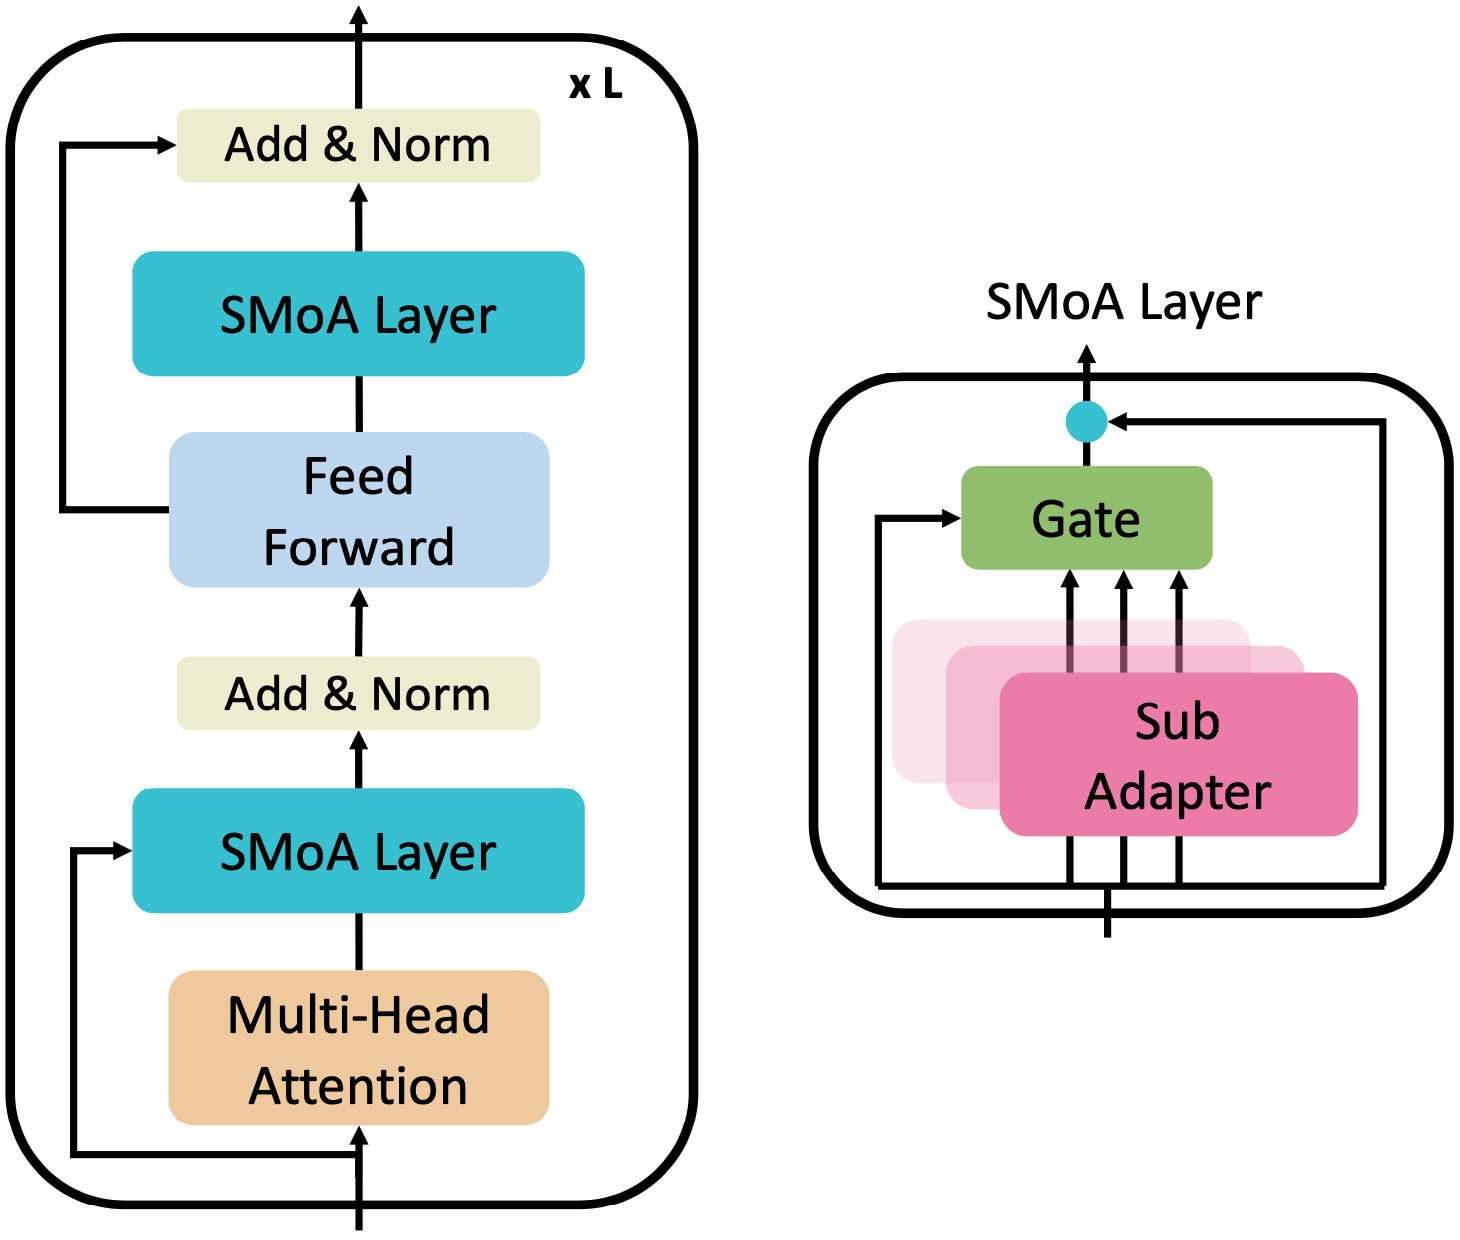 x L
Add & Norm
SMoA Layer
Feed
Forward
Add & Norm
SMoA Layer
Multi-Head
Attention
SMoA Layer
Gate
Sub
Adapter